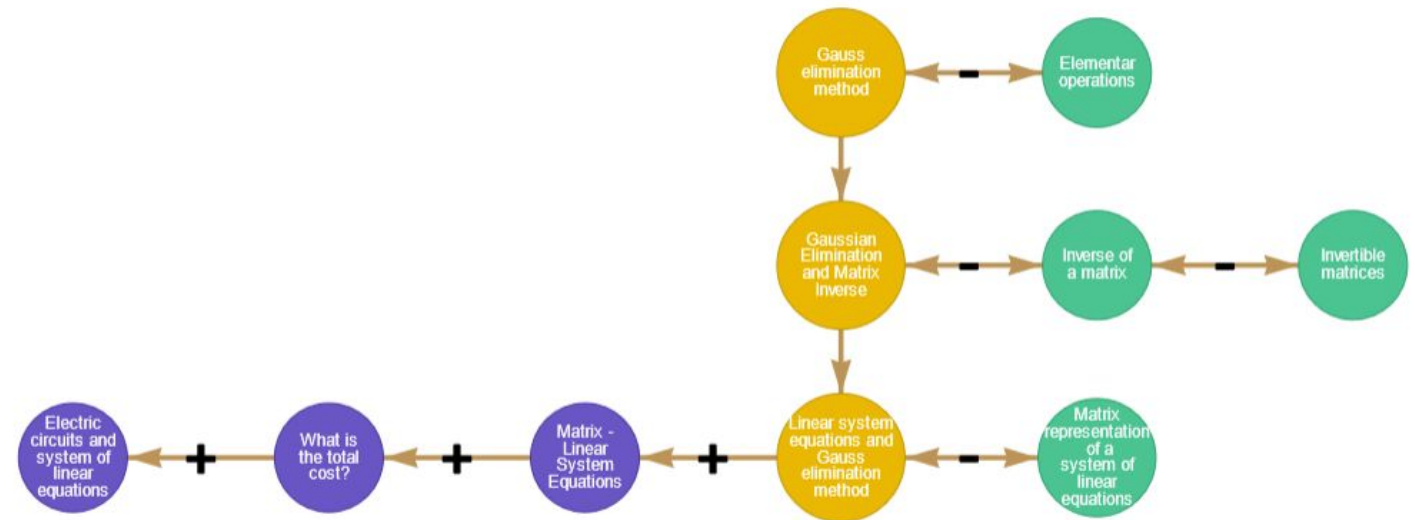 Gauss
elimination
method
-
Elementar
operations
Gaussian
Elimination
and Matrix
Inverse
-
Inverse of
a matrix
-
Invertible
matrices
Electric
circuits and
system of
linear
equations
+
What is
the total
cost?
+
Matrix -
Linear
System
Equations
+
Linear system
equations and
Gauss
elimination
method
-
Matrix
representation
of a
system of
linear
equations